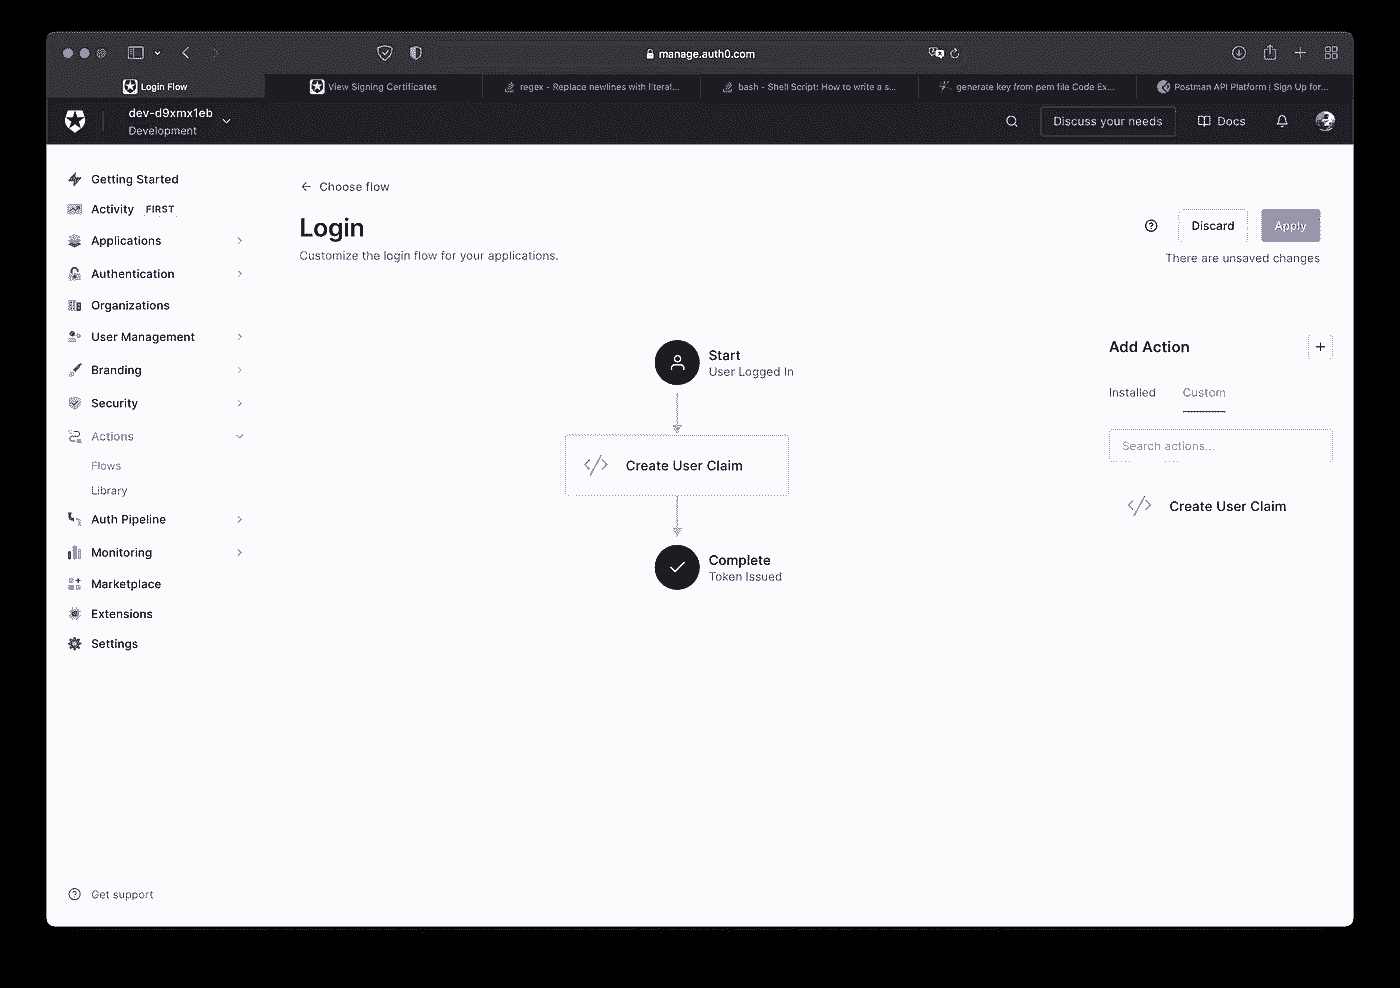 manage.auth0.com
Login Flow
View Signing Certificates
regex - Replace newlines with literal...
bash - Shell Script: How to write a s...
generate key from pem file Code Ex...
Postman API Platform | Sign Up for...
dev-d9xmx1eb
Development
Discuss your needs
Docs
Getting Started
Activity FIRST
Applications
Authentication
Organizations
User Management
Branding
Security
Actions
Flows
Library
Auth Pipeline
Monitoring
Marketplace
Extensions
Settings
Get support
Choose flow
Login
Customize the login flow for your applications.
Discard
Apply
There are unsaved changes
Start
User Logged In
Create User Claim
Complete
Token Issued
Add Action
Installed
Custom
Search actions...
Create User Claim